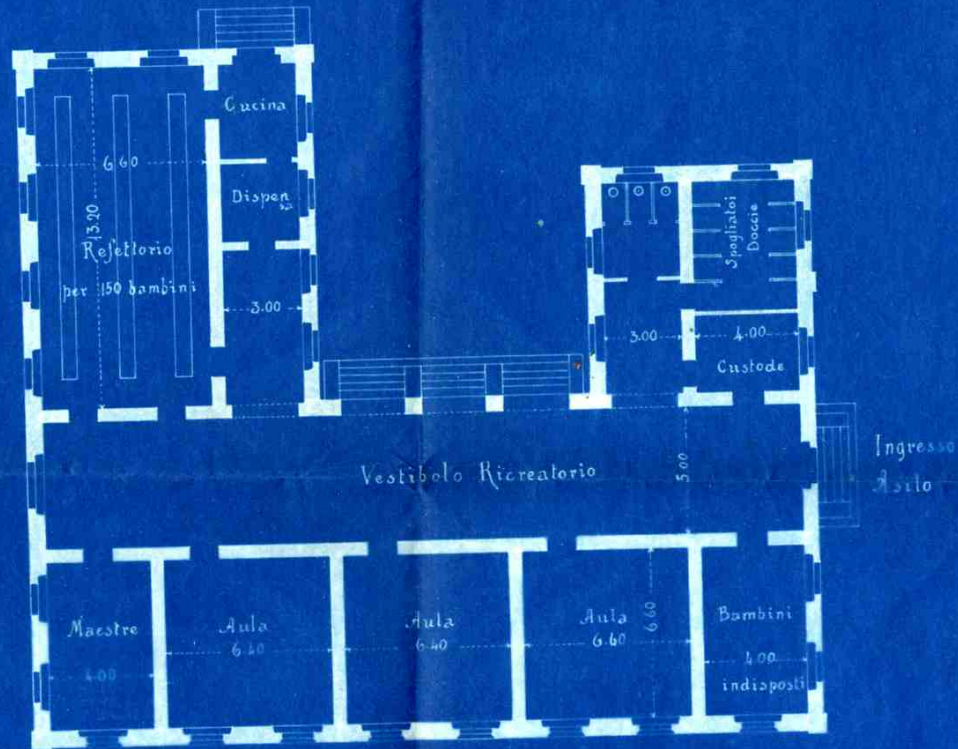 Cucina
6.60
Dispensa
13.20
Refettorio
per 150 bambini
3.00
Spogliatoi
Doccie
3.00
4.00
Custode
Vestibolo Ricreatorio
5.00
Ingresso
Asilo
Maestre
4.00
Aula
6.40
Aula
6.40
Aula
6.40
6.60
Bambini
4.00
indisposti